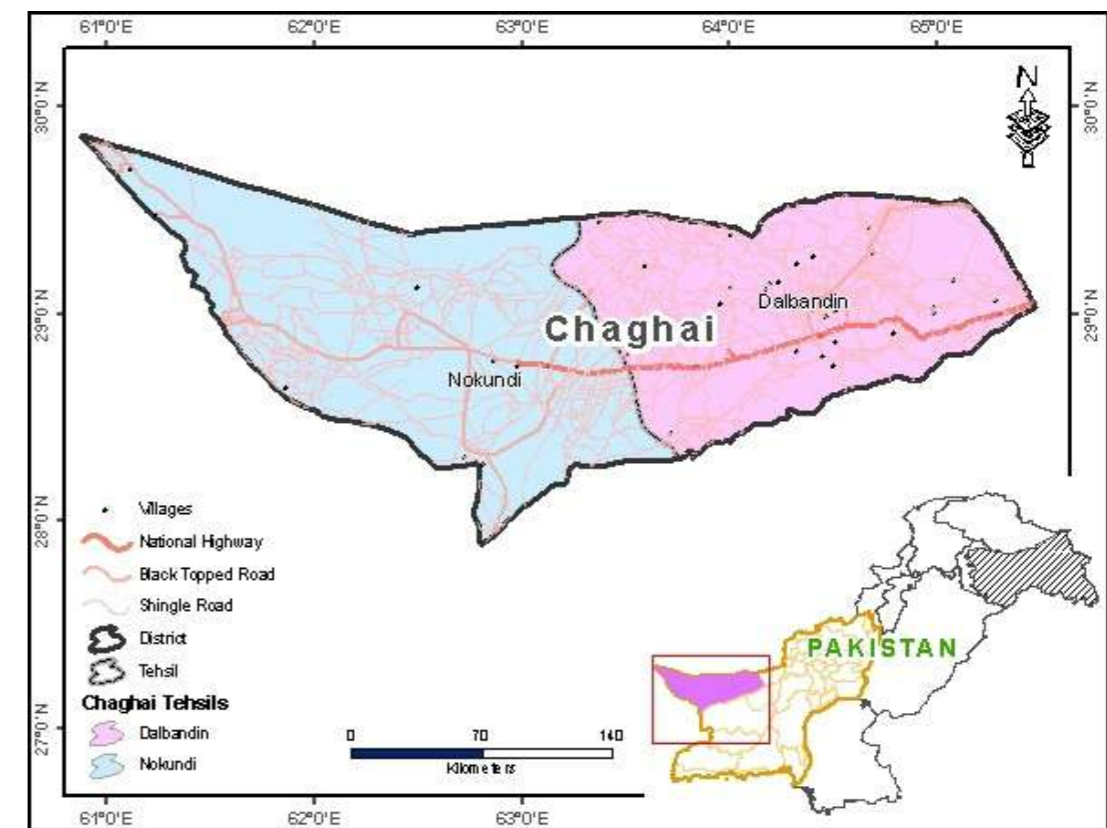 61°0'E 62°0'E 63°0'E 64°0'E 65°0'E
30°0'N
30°0'N
N
29°0'N
29°0'N
Dalbandin
Chaghai
Nokundi
28°0'N
Villages
National Highway
Black Topped Road
Shingle Road
District
Tehsil
Chaghai Tehsils
Dalbandin
Nokundi
27°0'N
0 70 140
Kilometers
PAKISTAN
61°0'E 62°0'E 63°0'E